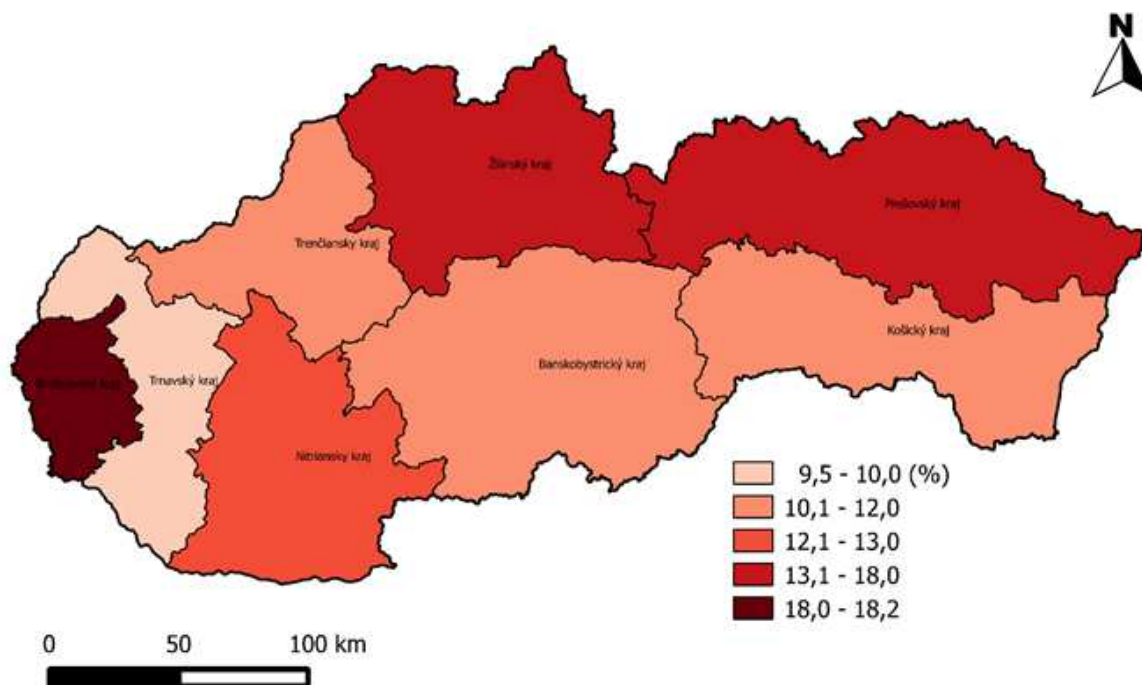 N
Žilinský kraj
Prešovský kraj
Trenčiansky kraj
Košický kraj
Banskobystrický kraj
Bratislavský kraj
Trnavský kraj
Nitriansky kraj
9,5 - 10,0 (%)
10,1 - 12,0
12,1 - 13,0
13,1 - 18,0
18,0 - 18,2
0 50 100 km